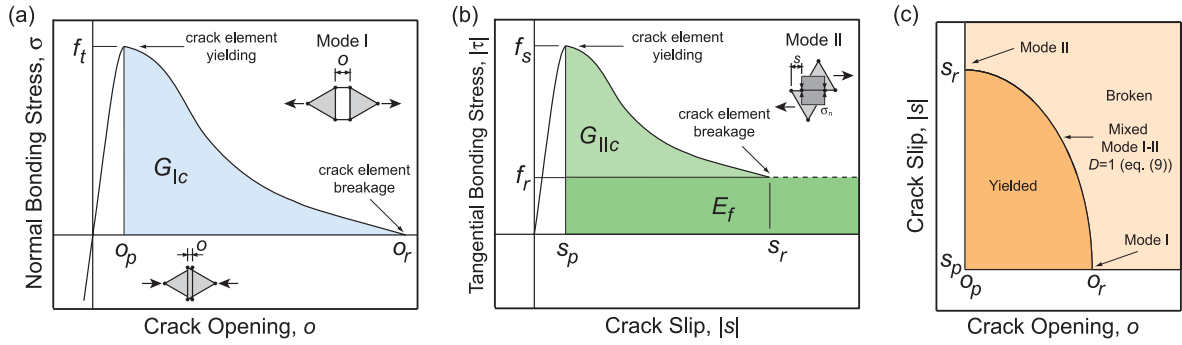 (a)
Normal Bonding Stress, σ
f_t
crack element
yielding
Mode I
o
G_Ic
crack element
breakage
o_p
o_r
o
Crack Opening, o
(b)
Tangential Bonding Stress, |τ|
f_s
crack element
yielding
Mode II
s
σ_n
G_IIc
crack element
breakage
f_r
E_f
s_p
s_r
Crack Slip, |s|
(c)
Crack Slip, |s|
s_r
Mode II
Broken
Mixed
Mode I-II
D=1 (eq. (9))
Yielded
Mode I
s_p
o_p
o_r
Crack Opening, o